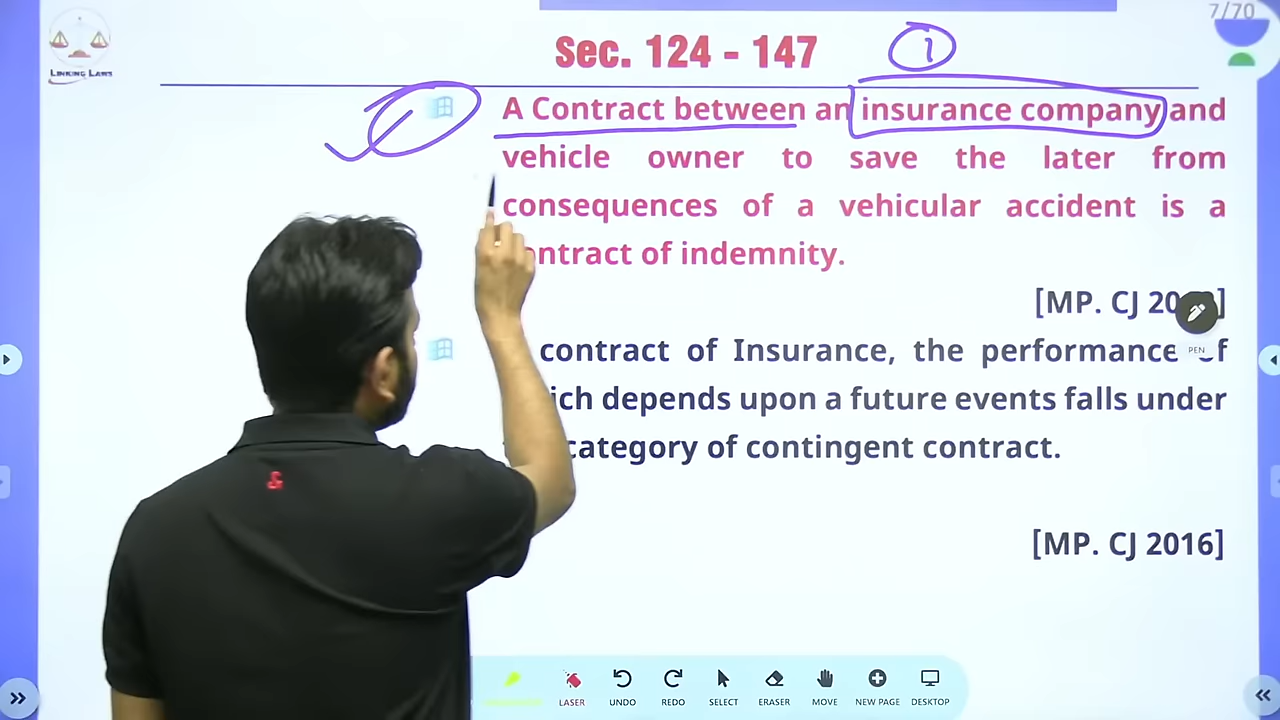 7/70
LINKING LAWS
Sec. 124 - 147
1
A Contract between an insurance company and
vehicle owner to save the later from
consequences of a vehicular accident is a
of indemnity.
[MP. CJ
contract of Insurance, the performance
depends upon a future events falls under
category of contingent contract.
[MP. CJ 2016]
PEN
LASER
UNDO
REDO
SELECT
ERASER
MOVE
NEW PAGE
DESKTOP